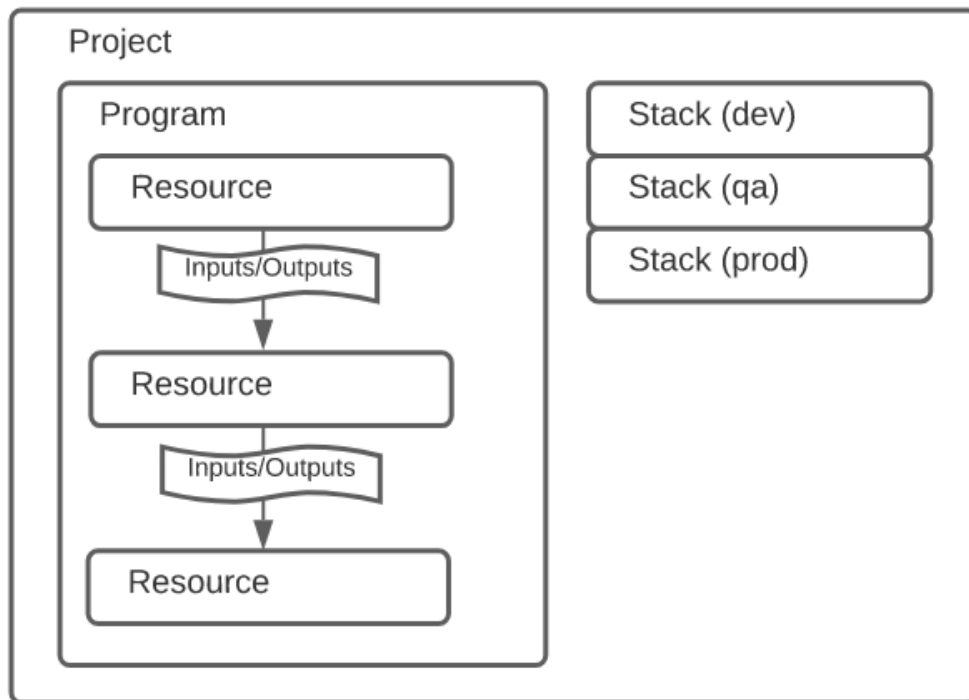 Project
Program
Resource
Inputs/Outputs
Resource
Inputs/Outputs
Resource
Stack (dev)
Stack (qa)
Stack (prod)